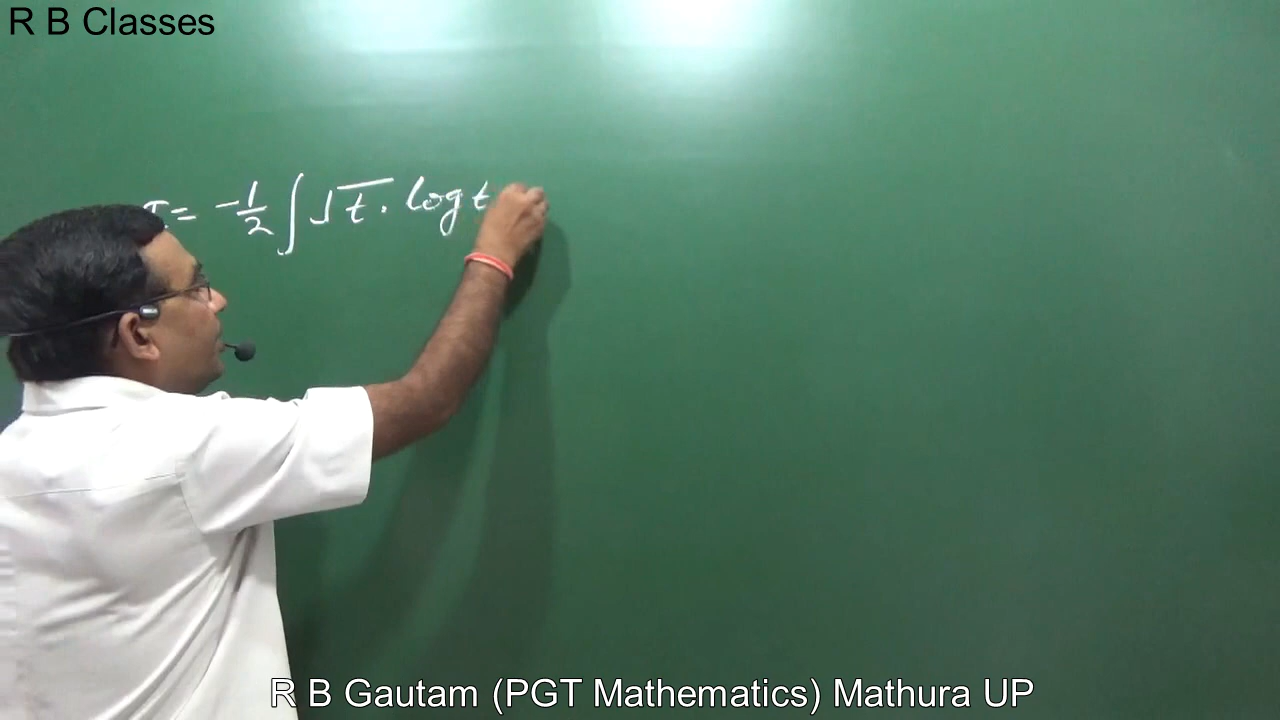 R B Classes
I = -1/2 ∫ √t . log t
R B Gautam (PGT Mathematics) Mathura UP